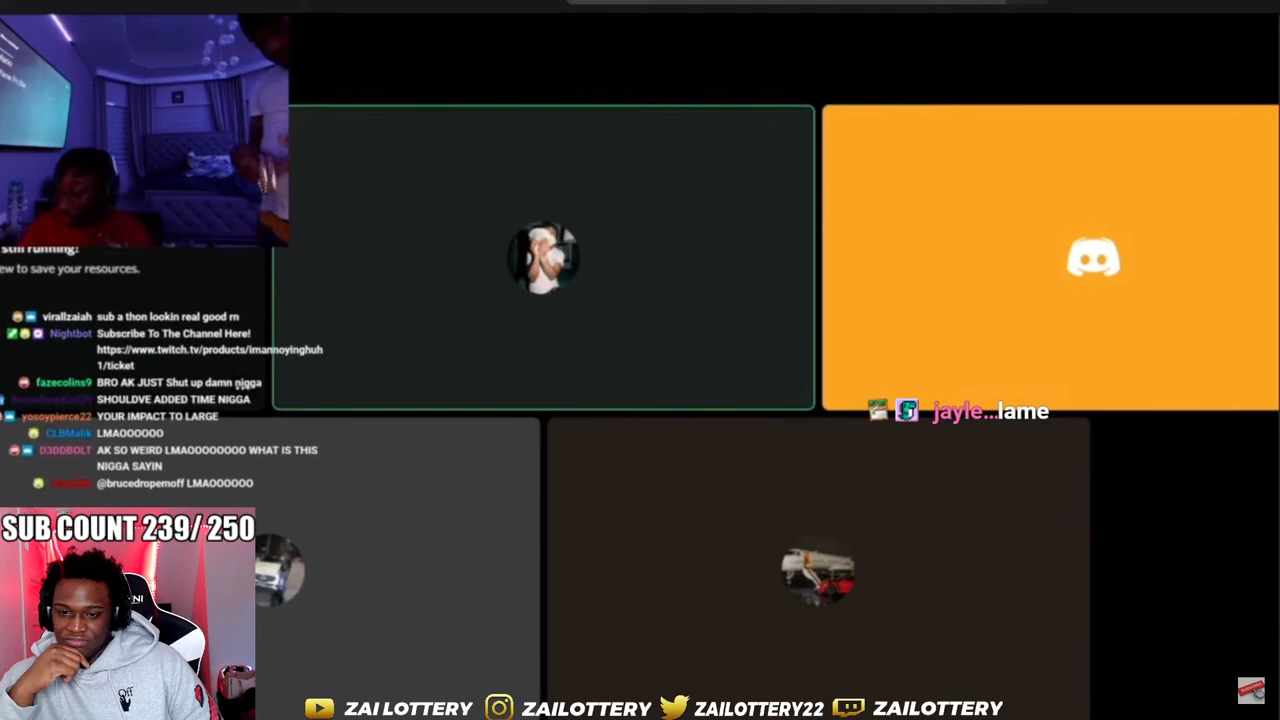 still running!
ew to save your resources.
virallzaiah sub a thon lookin real good rn
Nightbot Subscribe To The Channel Here!
https://www.twitch.tv/products/imannoyinghuh
1/ticket
fazecolins9 BRO AK JUST Shut up damn nigga
SHOULDVE ADDED TIME NIGGA
yosoypierce22 YOUR IMPACT TO LARGE
CLBMalik LMAOOOOOO
D3DDBOLT AK SO WEIRD LMAOOOOOOOO WHAT IS THIS
NIGGA SAYIN
@brucedropemoff LMAOOOOOO
jayle...lame
SUB COUNT 239/ 250
Off
ZAI LOTTERY ZAILOTTERY ZAILOTTERY22 ZAILOTTERY